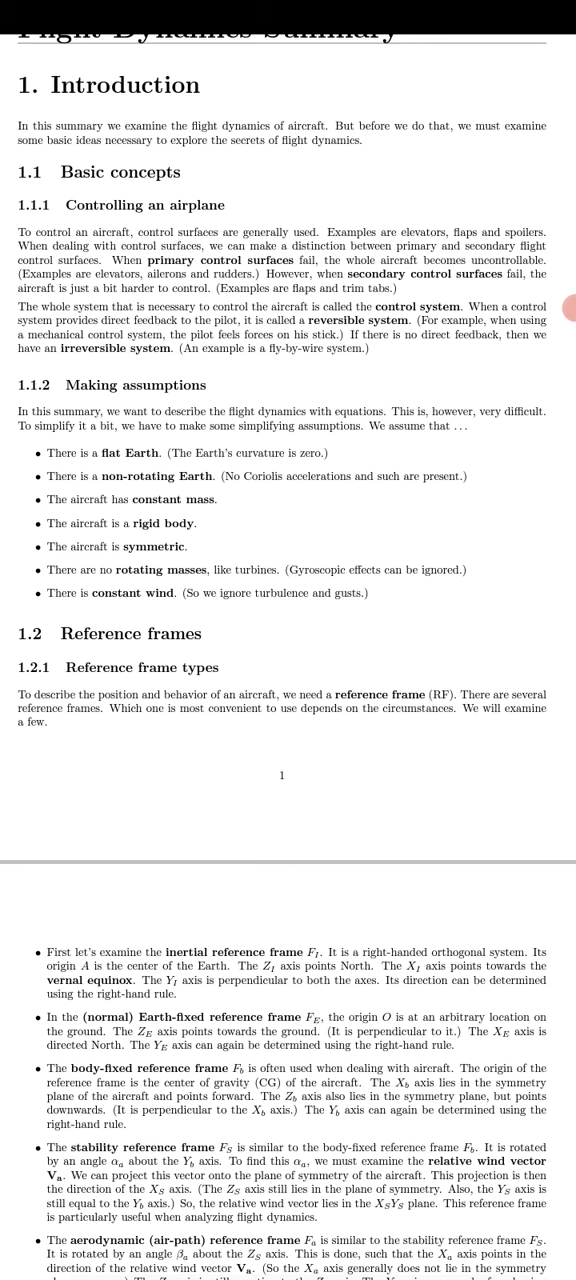 Flight Dynamics Summary
1. Introduction
In this summary we examine the flight dynamics of aircraft. But before we do that, we must examine
some basic ideas necessary to explore the secrets of flight dynamics.
1.1 Basic concepts
1.1.1 Controlling an airplane
To control an aircraft, control surfaces are generally used. Examples are elevators, flaps and spoilers.
When dealing with control surfaces, we can make a distinction between primary and secondary flight
control surfaces. When primary control surfaces fail, the whole aircraft becomes uncontrollable.
(Examples are elevators, ailerons and rudders.) However, when secondary control surfaces fail, the
aircraft is just a bit harder to control. (Examples are flaps and trim tabs.)
The whole system that is necessary to control the aircraft is called the control system. When a control
system provides direct feedback to the pilot, it is called a reversible system. (For example, when using
a mechanical control system, the pilot feels forces on his stick.) If there is no direct feedback, then we
have an irreversible system. (An example is a fly-by-wire system.)
1.1.2 Making assumptions
In this summary, we want to describe the flight dynamics with equations. This is, however, very difficult.
To simplify it a bit, we have to make some simplifying assumptions. We assume that ...
• There is a flat Earth. (The Earth's curvature is zero.)
• There is a non-rotating Earth. (No Coriolis accelerations and such are present.)
• The aircraft has constant mass.
• The aircraft is a rigid body.
• The aircraft is symmetric.
• There are no rotating masses, like turbines. (Gyroscopic effects can be ignored.)
• There is constant wind. (So we ignore turbulence and gusts.)
1.2 Reference frames
1.2.1 Reference frame types
To describe the position and behavior of an aircraft, we need a reference frame (RF). There are several
reference frames. Which one is most convenient to use depends on the circumstances. We will examine
a few.
1
• First let's examine the inertial reference frame F_I. It is a right-handed orthogonal system. Its
origin A is the center of the Earth. The Z_I axis points North. The X_I axis points towards the
vernal equinox. The Y_I axis is perpendicular to both the axes. Its direction can be determined
using the right-hand rule.
• In the (normal) Earth-fixed reference frame F_E, the origin O is at an arbitrary location on
the ground. The Z_E axis points towards the ground. (It is perpendicular to it.) The X_E axis is
directed North. The Y_E axis can again be determined using the right-hand rule.
• The body-fixed reference frame F_b is often used when dealing with aircraft. The origin of the
reference frame is the center of gravity (CG) of the aircraft. The X_b axis lies in the symmetry
plane of the aircraft and points forward. The Z_b axis also lies in the symmetry plane, but points
downwards. (It is perpendicular to the X_b axis.) The Y_b axis can again be determined using the
right-hand rule.
• The stability reference frame F_S is similar to the body-fixed reference frame F_b. It is rotated
by an angle α_a about the Y_b axis. To find this α_a, we must examine the relative wind vector
V_a. We can project this vector onto the plane of symmetry of the aircraft. This projection is then
the direction of the X_S axis. (The Z_S axis still lies in the plane of symmetry. Also, the Y_S axis is
still equal to the Y_b axis.) So, the relative wind vector lies in the X_SY_S plane. This reference frame
is particularly useful when analyzing flight dynamics.
• The aerodynamic (air-path) reference frame F_a is similar to the stability reference frame F_S.
It is rotated by an angle β_a about the Z_S axis. This is done, such that the X_a axis points in the
direction of the relative wind vector V_a. (So the X_a axis generally does not lie in the symmetry